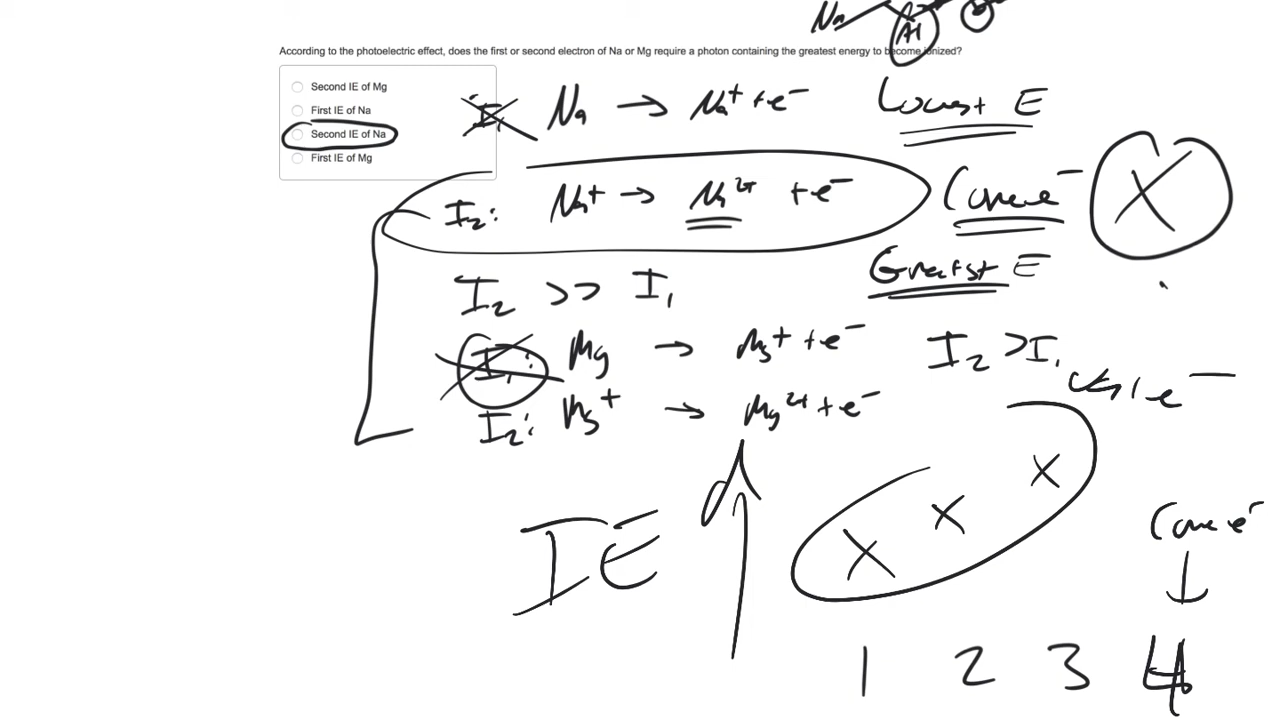 Na
Al
According to the photoelectric effect, does the first or second electron of Na or Mg require a photon containing the greatest energy to become ionized?
Second IE of Mg
First IE of Na
Second IE of Na
First IE of Mg
I₁ Na → Na⁺ + e⁻ Lowest E
I₂: Na⁺ → Na²⁺ + e⁻ Core e⁻ X
Greatest E
I₂ >> I₁
I₁: Mg → Mg⁺ + e⁻ I₂ > I₁
I₂: Mg⁺ → Mg²⁺ + e⁻ e⁻
X
X
X
Core e⁻
↓
IE
1 2 3 4